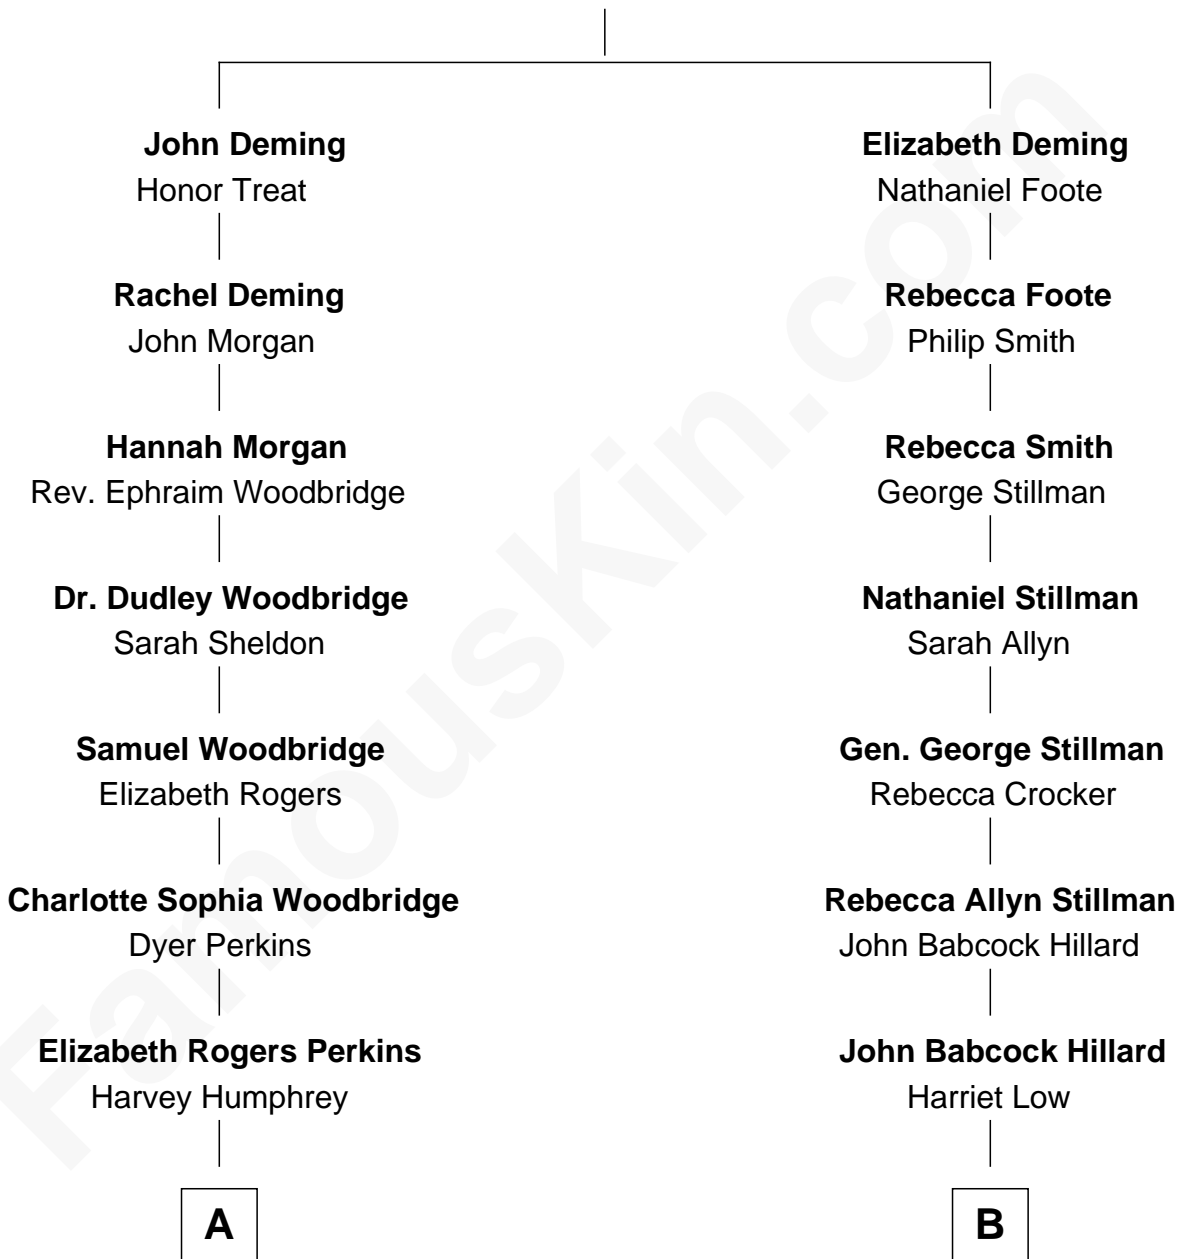 John Deming
Honor Treat
Rachel Deming
John Morgan
Hannah Morgan
Rev. Ephraim Woodbridge
Dr. Dudley Woodbridge
Sarah Sheldon
Samuel Woodbridge
Elizabeth Rogers
Charlotte Sophia Woodbridge
Dyer Perkins
Elizabeth Rogers Perkins
Harvey Humphrey
A
Elizabeth Deming
Nathaniel Foote
Rebecca Foote
Philip Smith
Rebecca Smith
George Stillman
Nathaniel Stillman
Sarah Allyn
Gen. George Stillman
Rebecca Crocker
Rebecca Allyn Stillman
John Babcock Hillard
John Babcock Hillard
Harriet Low
B
FamousKin.com